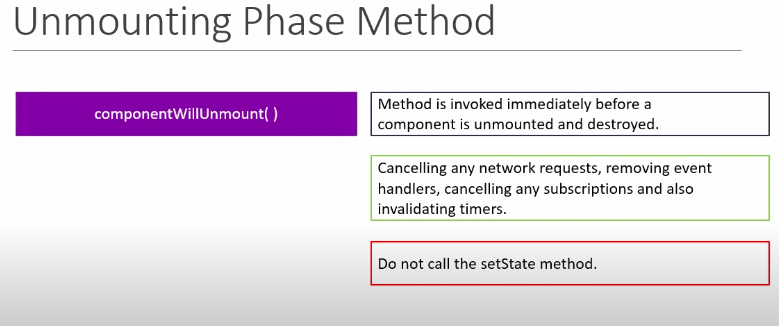 Unmounting Phase Method
componentWillUnmount( )
Method is invoked immediately before a
component is unmounted and destroyed.
Cancelling any network requests, removing event
handlers, cancelling any subscriptions and also
invalidating timers.
Do not call the setState method.